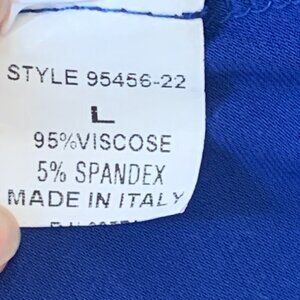 STYLE 95456-22
L
95%VISCOSE
5% SPANDEX
MADE IN ITALY